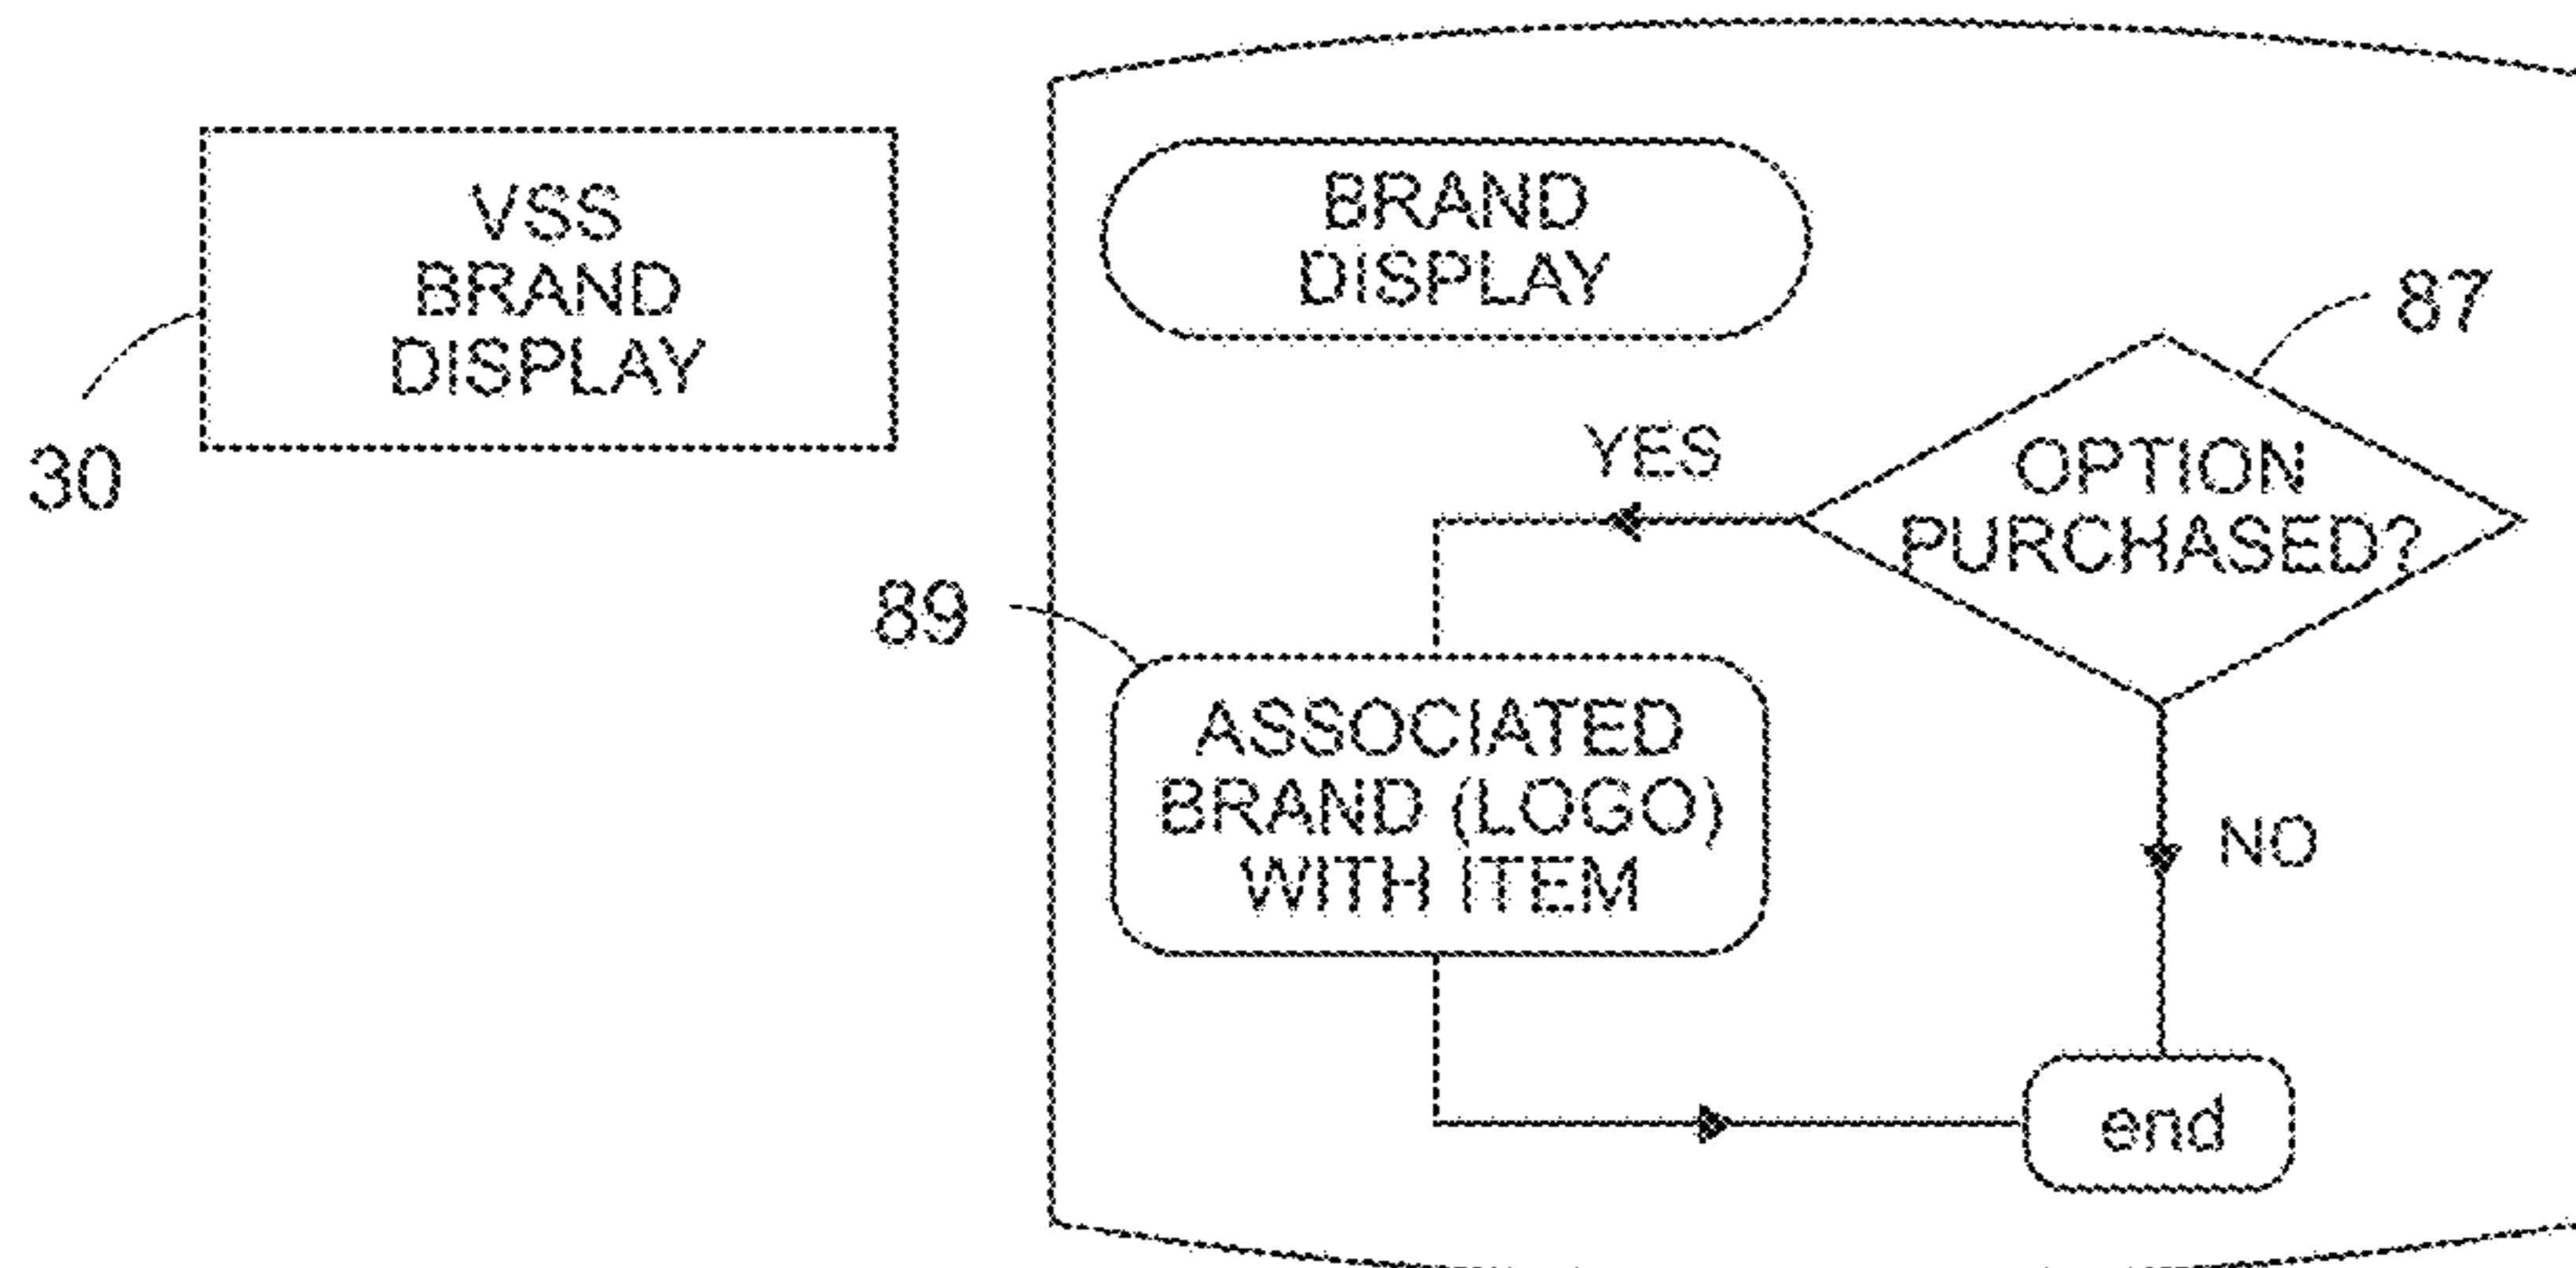 VSS
BRAND
DISPLAY
30
BRAND
DISPLAY
87
OPTION
PURCHASED?
YES
89
ASSOCIATED
BRAND (LOGO)
WITH ITEM
NO
end